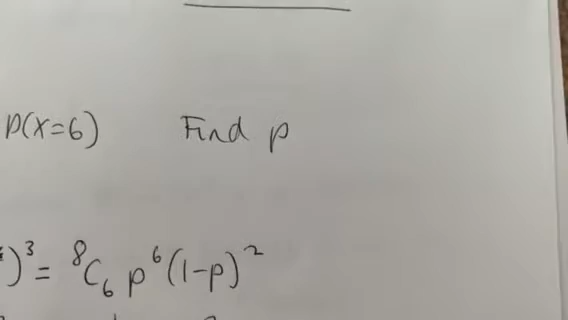 P(X=6) Find p
)³ = ⁸C₆ p⁶(1-p)²